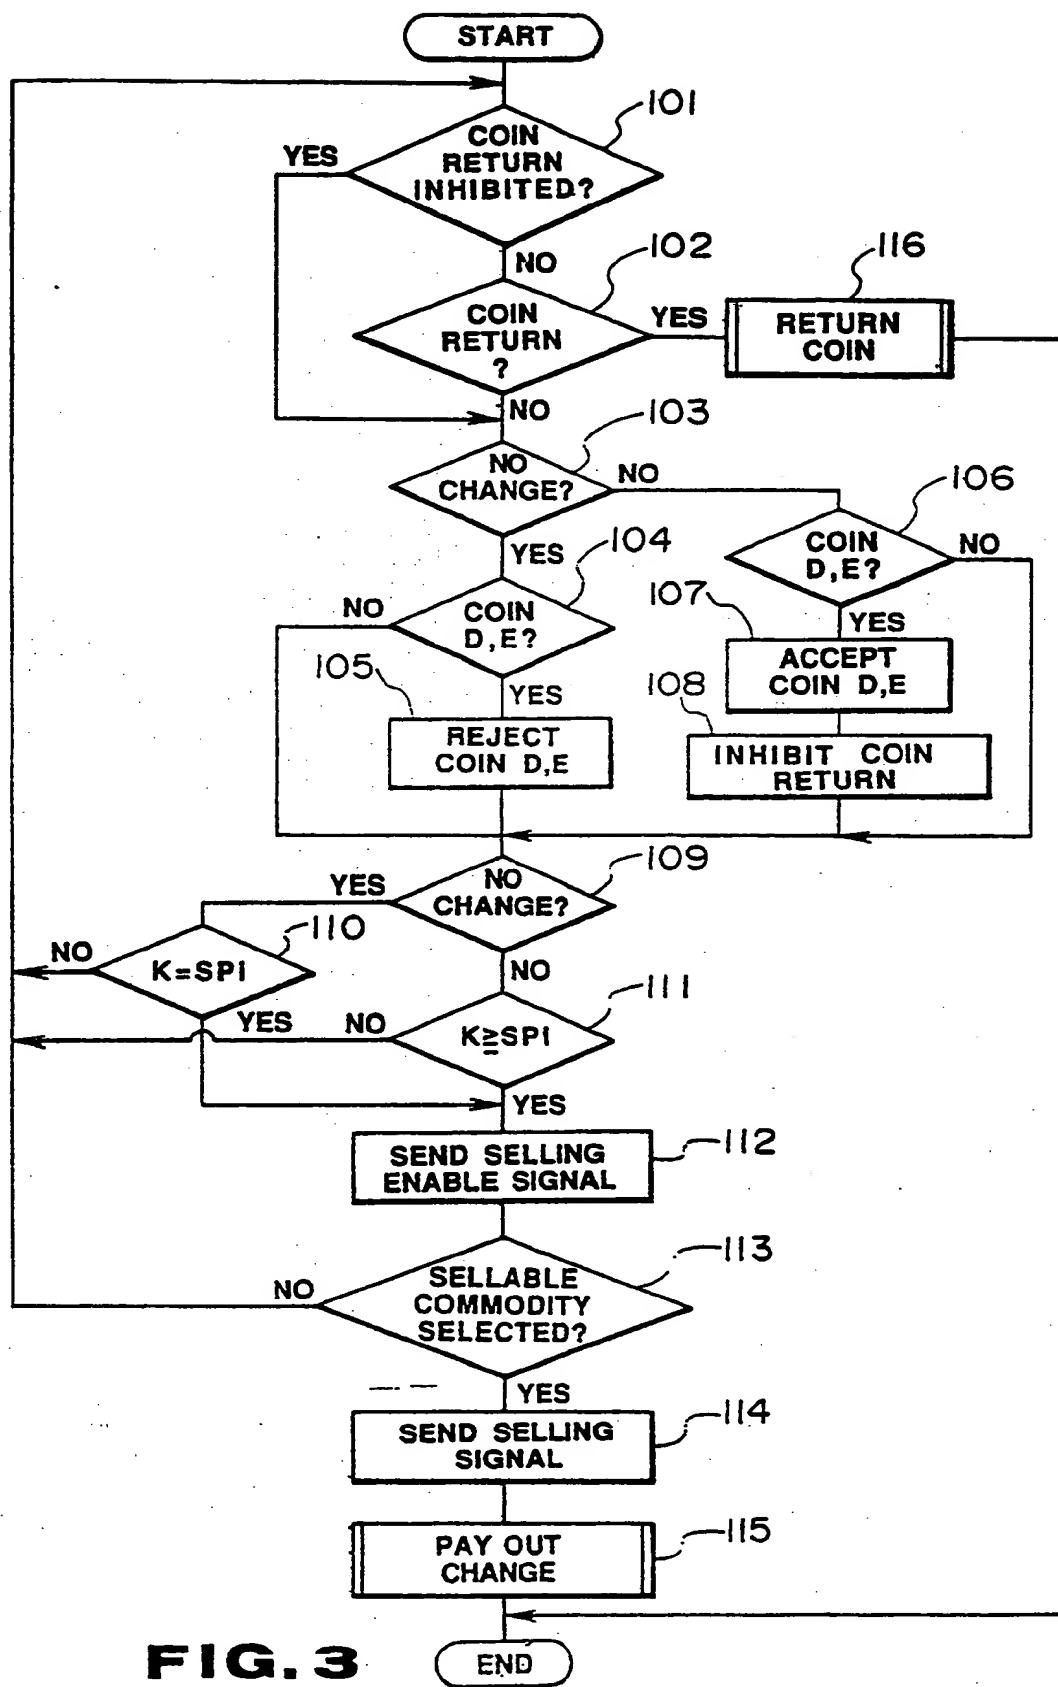 START
101
COIN
RETURN
INHIBITED?
YES
NO
102
116
COIN
RETURN
?
YES
RETURN
COIN
NO
103
NO
CHANGE?
NO
106
YES
104
COIN
D,E?
NO
NO
COIN
D,E?
107
YES
105
YES
ACCEPT
COIN D,E
108
REJECT
COIN D,E
INHIBIT COIN
RETURN
109
YES
NO
CHANGE?
110
NO
K=SPi
NO
111
YES
NO
K≧SPi
YES
112
SEND SELLING
ENABLE SIGNAL
113
NO
SELLABLE
COMMODITY
SELECTED?
YES
114
SEND SELLING
SIGNAL
115
PAY OUT
CHANGE
FIG. 3
END